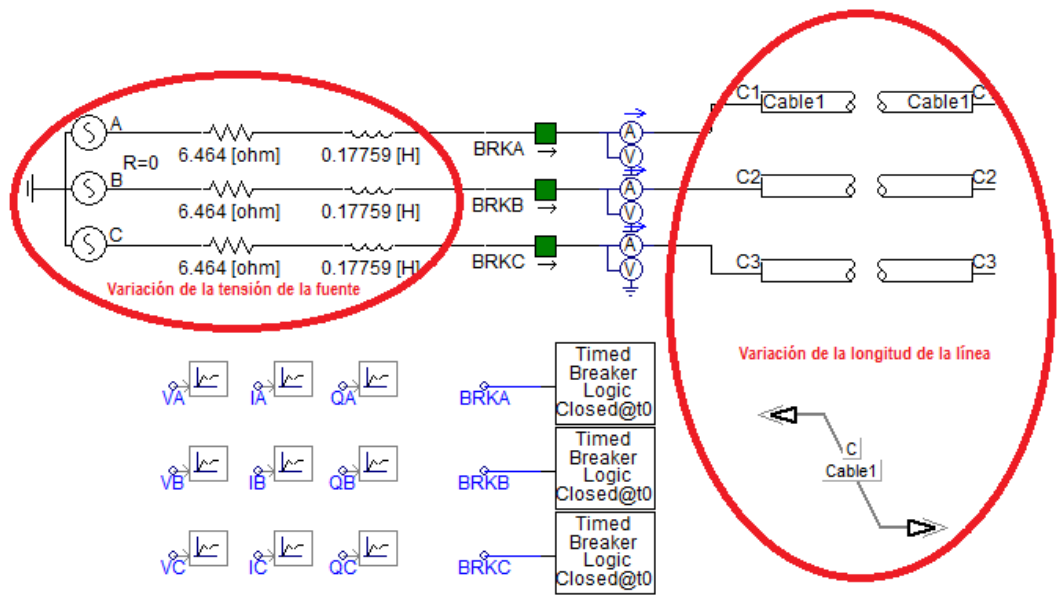 A
R=0
6.464 [ohm]
0.17759 [H]
BRKA
A
V
C1
Cable1
Cable1
C
B
6.464 [ohm]
0.17759 [H]
BRKB
A
V
C2
C2
C
6.464 [ohm]
0.17759 [H]
BRKC
A
V
C3
C3
Variación de la tensión de la fuente
Variación de la longitud de la línea
VA
IA
QA
BRKA
Timed
Breaker
Logic
Closed@t0
VB
IB
QB
BRKB
Timed
Breaker
Logic
Closed@t0
C
Cable1
VC
IC
QC
BRKC
Timed
Breaker
Logic
Closed@t0